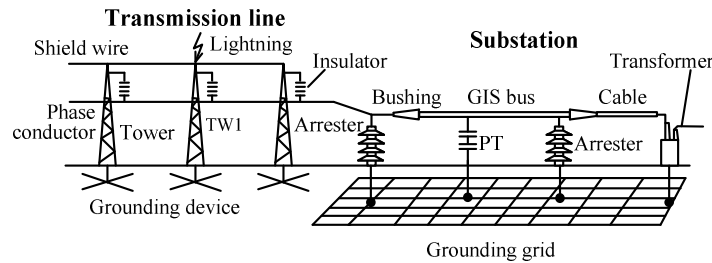 Transmission line
Shield wire
Lightning
Insulator
Substation
Transformer
Phase
conductor
Tower
TW1
Arrester
Bushing
GIS bus
Cable
PT
Arrester
Grounding device
Grounding grid